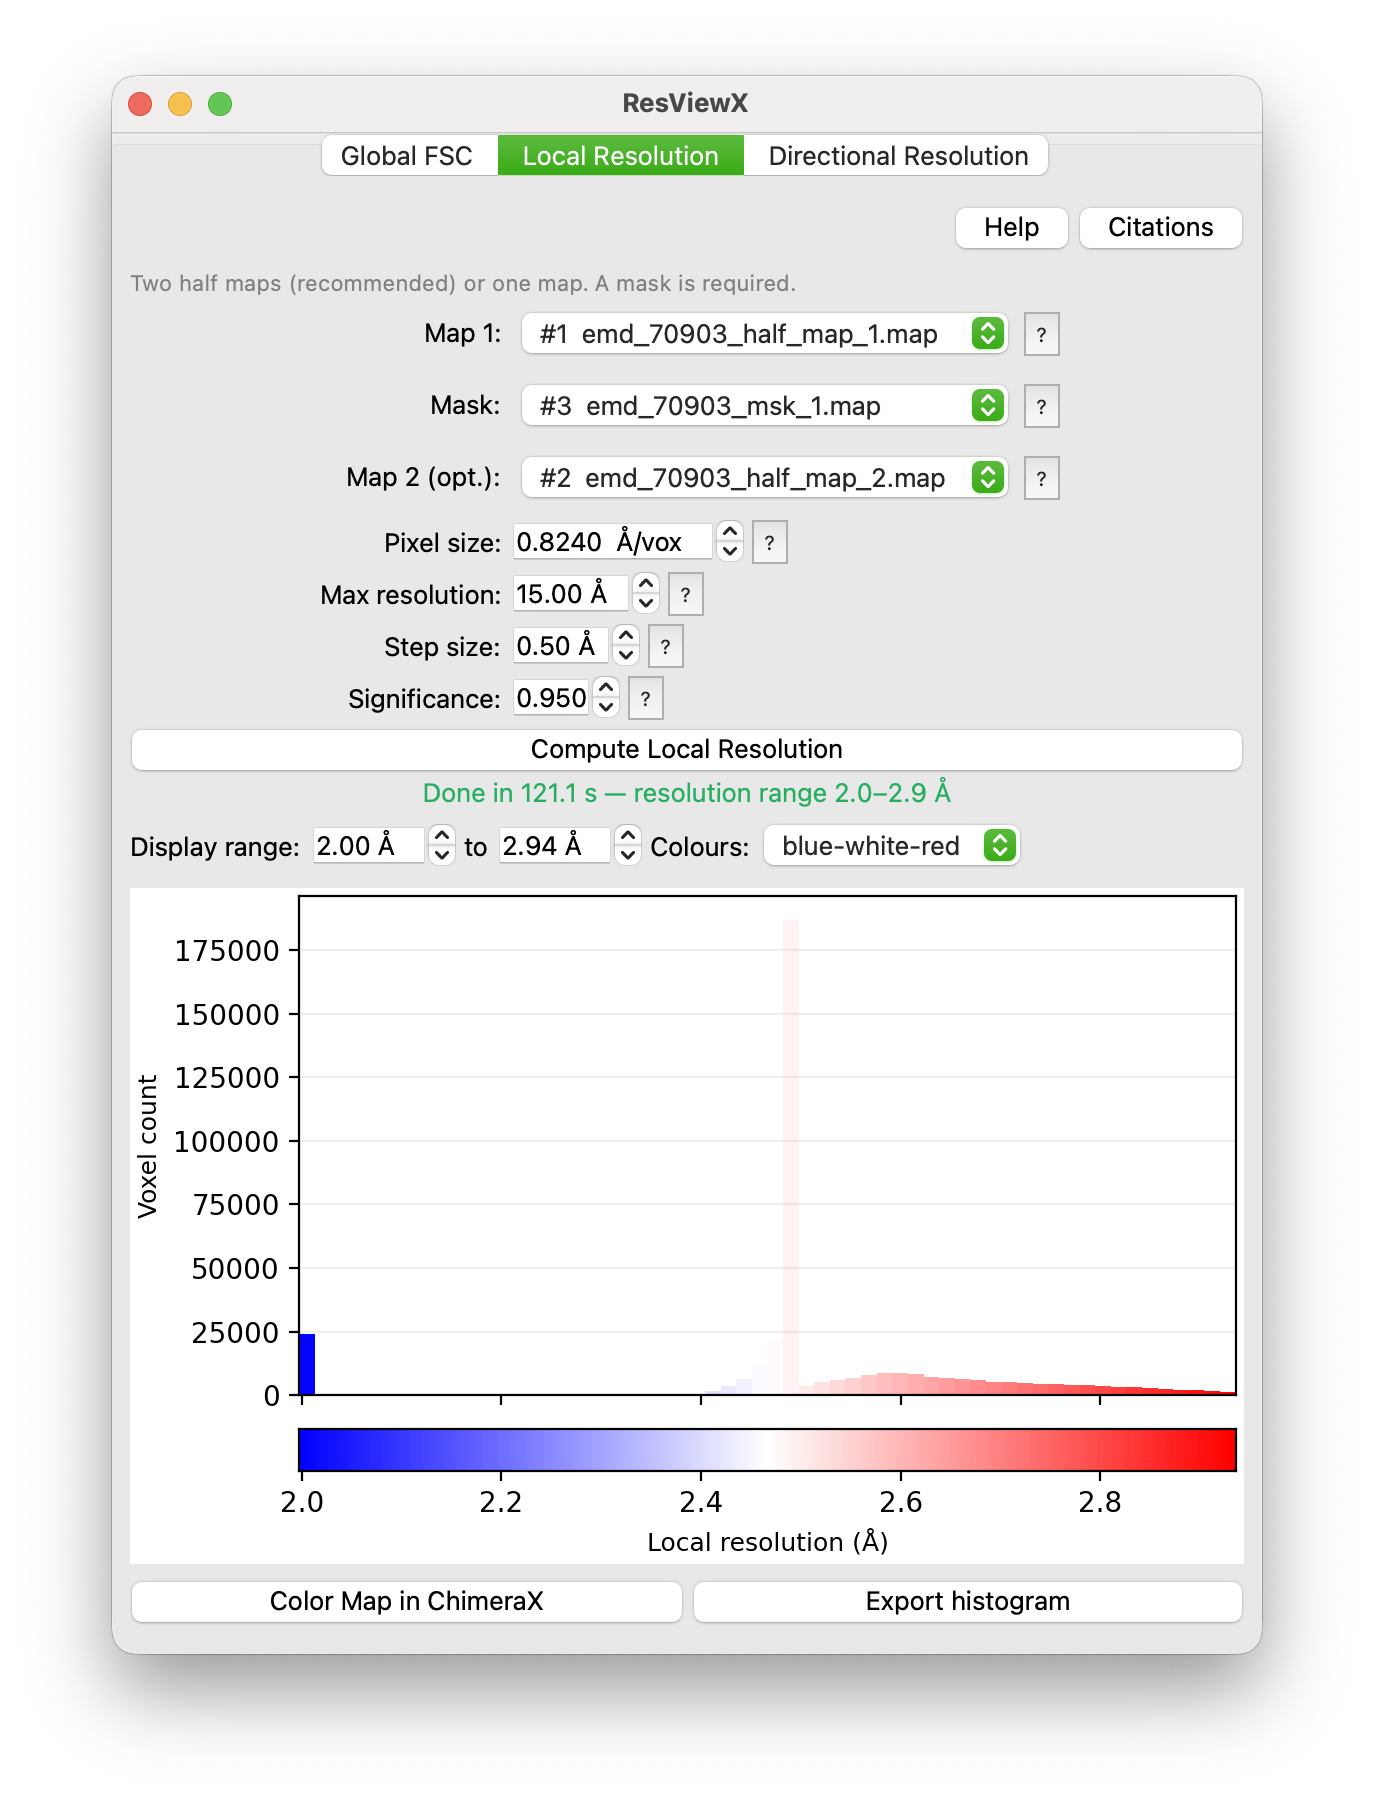 ResViewX
Global FSC Local Resolution Directional Resolution
Help Citations
Two half maps (recommended) or one map. A mask is required.
Map 1: #1 emd_70903_half_map_1.map ?
Mask: #3 emd_70903_msk_1.map ?
Map 2 (opt.): #2 emd_70903_half_map_2.map ?
Pixel size: 0.8240 Å/vox ?
Max resolution: 15.00 Å ?
Step size: 0.50 Å ?
Significance: 0.950 ?
Compute Local Resolution
Done in 121.1 s — resolution range 2.0–2.9 Å
Display range: 2.00 Å to 2.94 Å Colours: blue-white-red
Voxel count
175000
150000
125000
100000
75000
50000
25000
0
2.0 2.2 2.4 2.6 2.8
Local resolution (Å)
Color Map in ChimeraX Export histogram